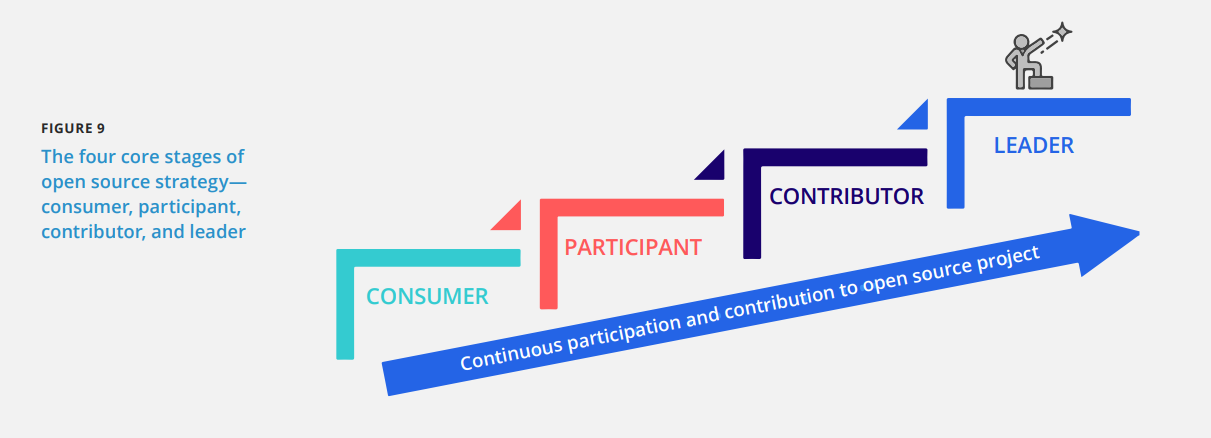 FIGURE 9
The four core stages of
open source strategy—
consumer, participant,
contributor, and leader
CONSUMER
PARTICIPANT
CONTRIBUTOR
LEADER
Continuous participation and contribution to open source project